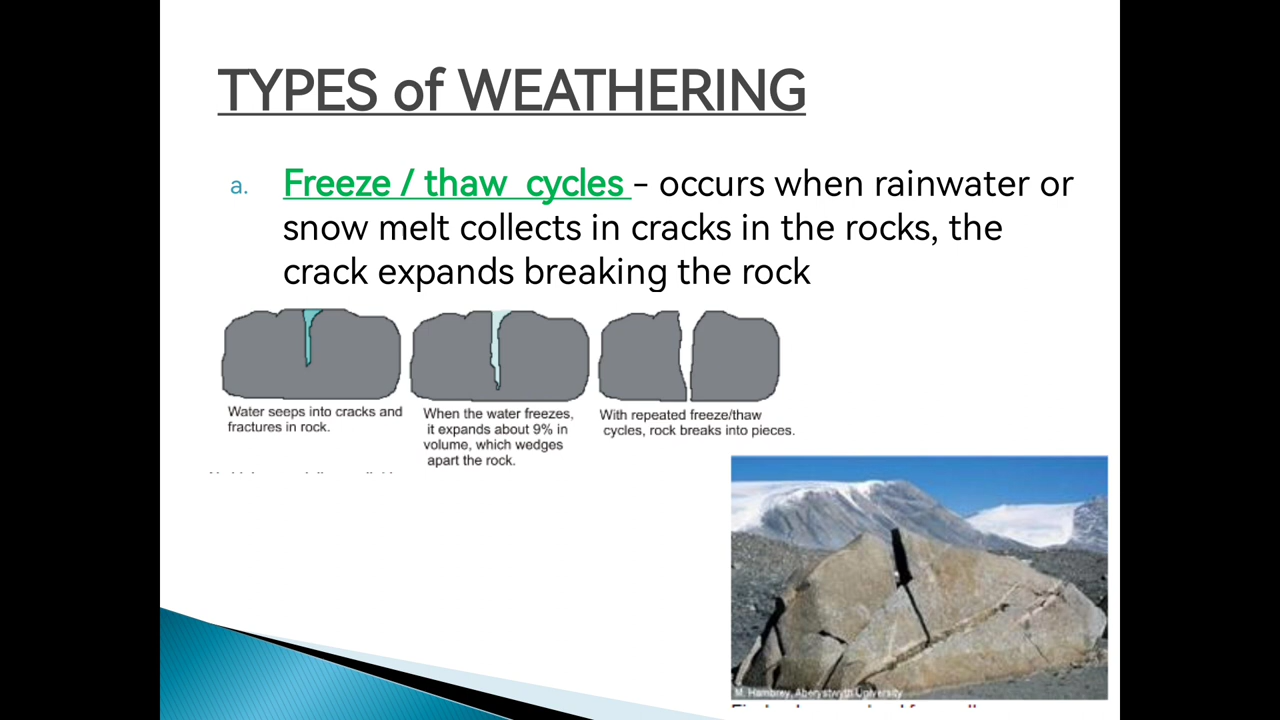 TYPES of WEATHERING
a. Freeze / thaw cycles – occurs when rainwater or
snow melt collects in cracks in the rocks, the
crack expands breaking the rock
Water seeps into cracks and
fractures in rock.
When the water freezes,
it expands about 9% in
volume, which wedges
apart the rock.
With repeated freeze/thaw
cycles, rock breaks into pieces.
M. Hambrey, Aberystwyth University